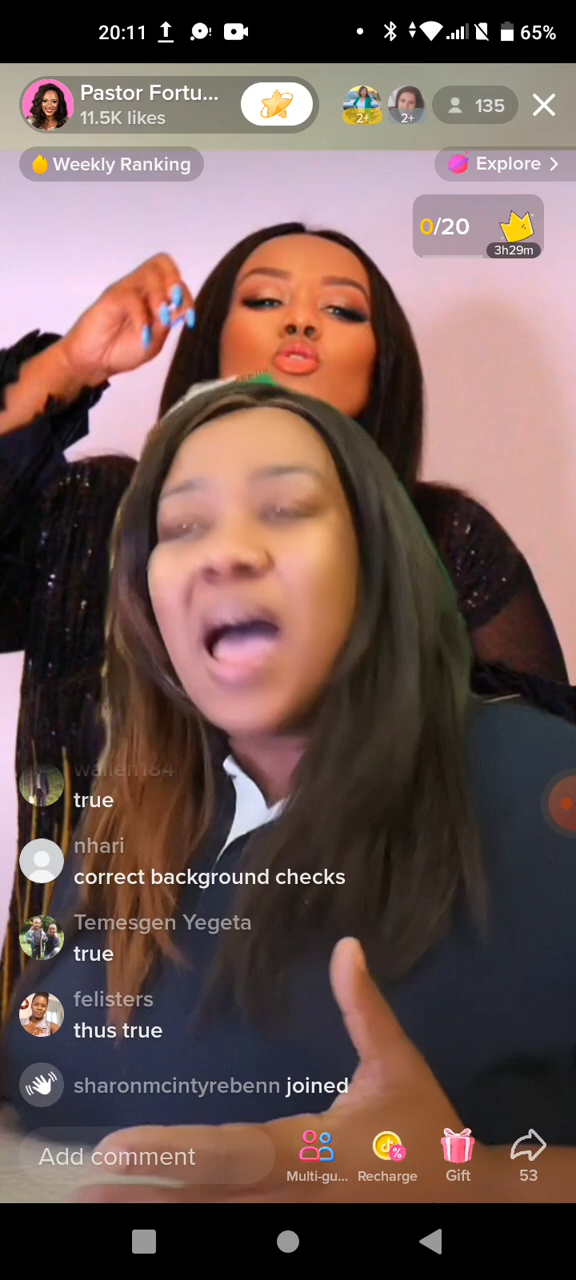 20:11
65%
Pastor Fortu...
11.5K likes
2+
2+
135
Weekly Ranking
Explore
0/20
3h29m
wallen184
true
nhari
correct background checks
Temesgen Yegeta
true
felisters
thus true
sharonmcintyrebenn joined
Add comment
Multi-gu...
Recharge
Gift
53